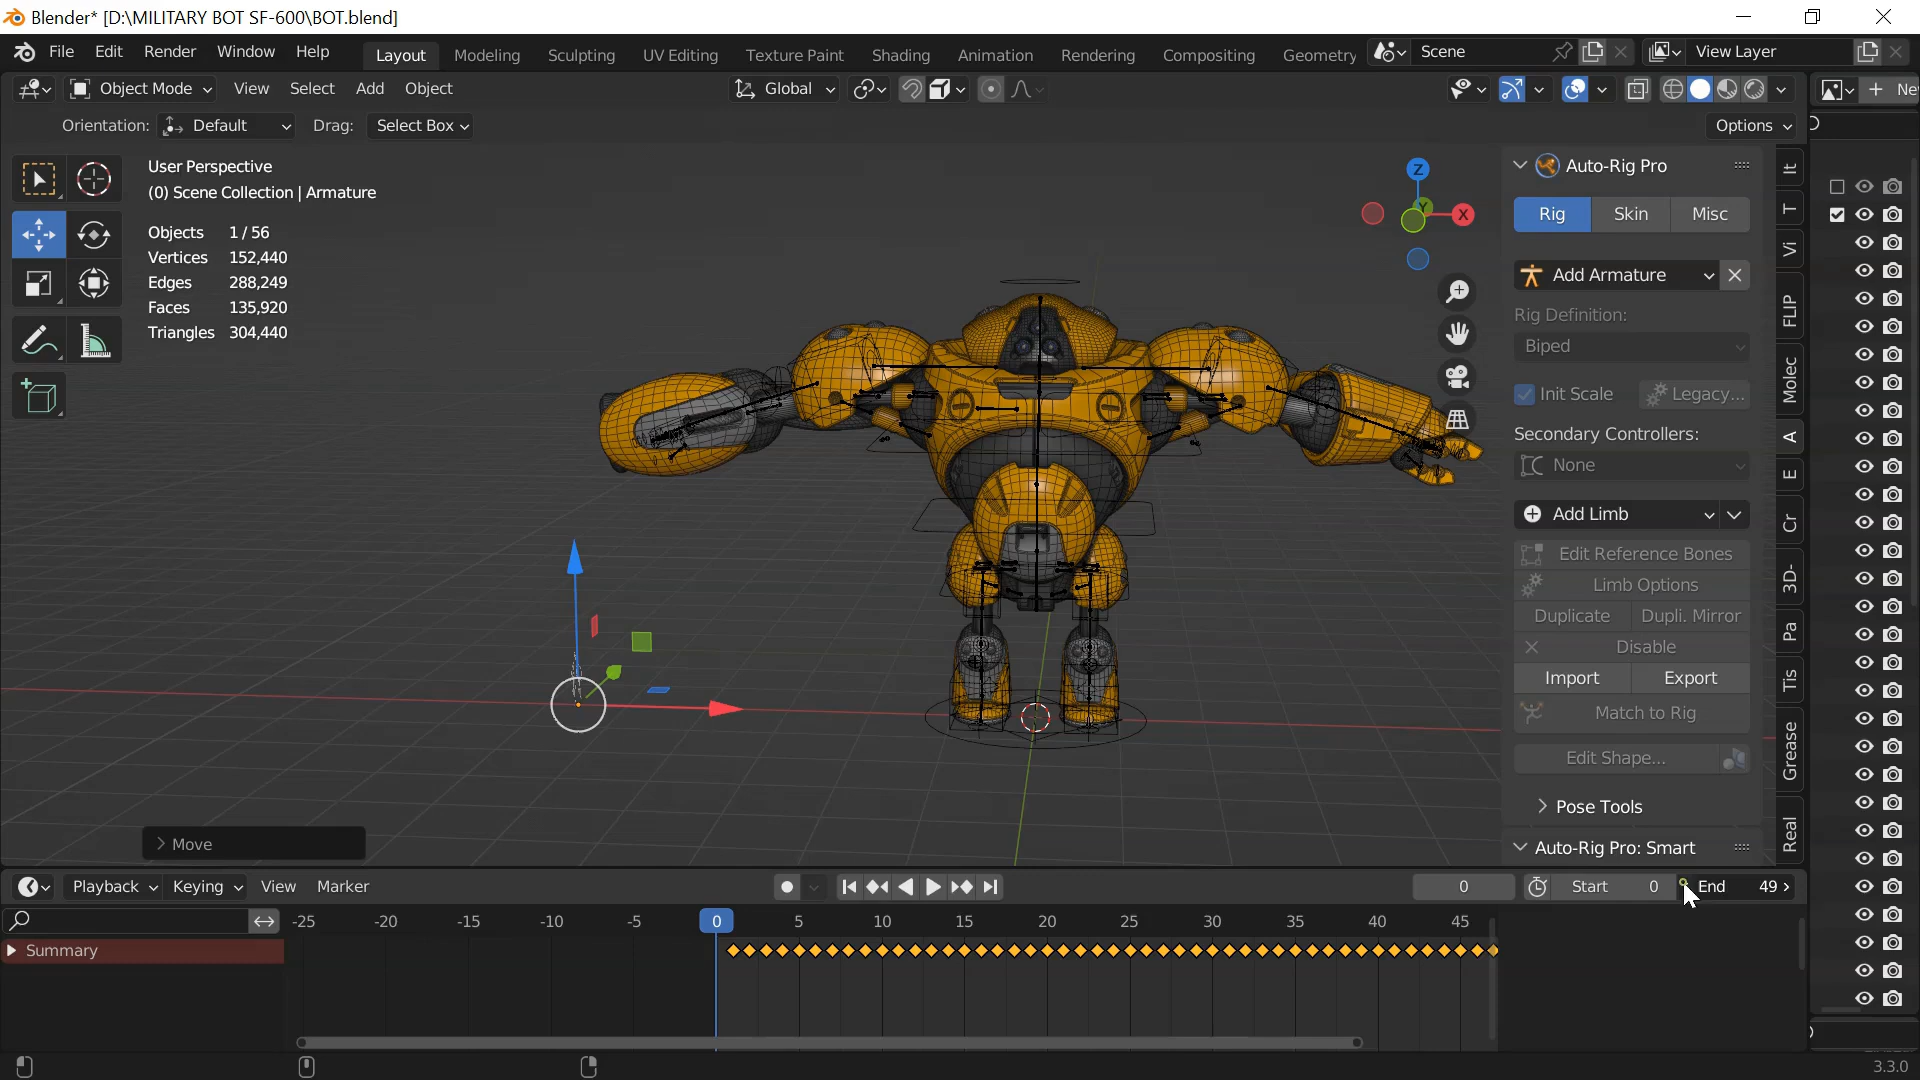 Blender* [D:\MILITARY BOT SF-600\BOT.blend]
File Edit Render Window Help Layout Modeling Sculpting UV Editing Texture Paint Shading Animation Rendering Compositing Geometry Scene View Layer
Object Mode View Select Add Object Global Ne
Orientation: Default Drag: Select Box Options
User Perspective
(0) Scene Collection | Armature
Objects 1/56
Vertices 152,440
Edges 288,249
Faces 135,920
Triangles 304,440
Z
Y
X
Auto-Rig Pro
Rig Skin Misc
Add Armature
Rig Definition:
Biped
Init Scale Legacy...
Secondary Controllers:
None
Add Limb
Edit Reference Bones
Limb Options
Duplicate Dupli. Mirror
Disable
Import Export
Match to Rig
Edit Shape...
Pose Tools
Auto-Rig Pro: Smart
It
T
Vi
FLIP
Molec
A
E
Cr
3D-
Pa
Tis
Grease
Real
Move
Playback Keying View Marker 0 Start 0 End 49
-25 -20 -15 -10 -5 0 5 10 15 20 25 30 35 40 45
Summary
3.3.0